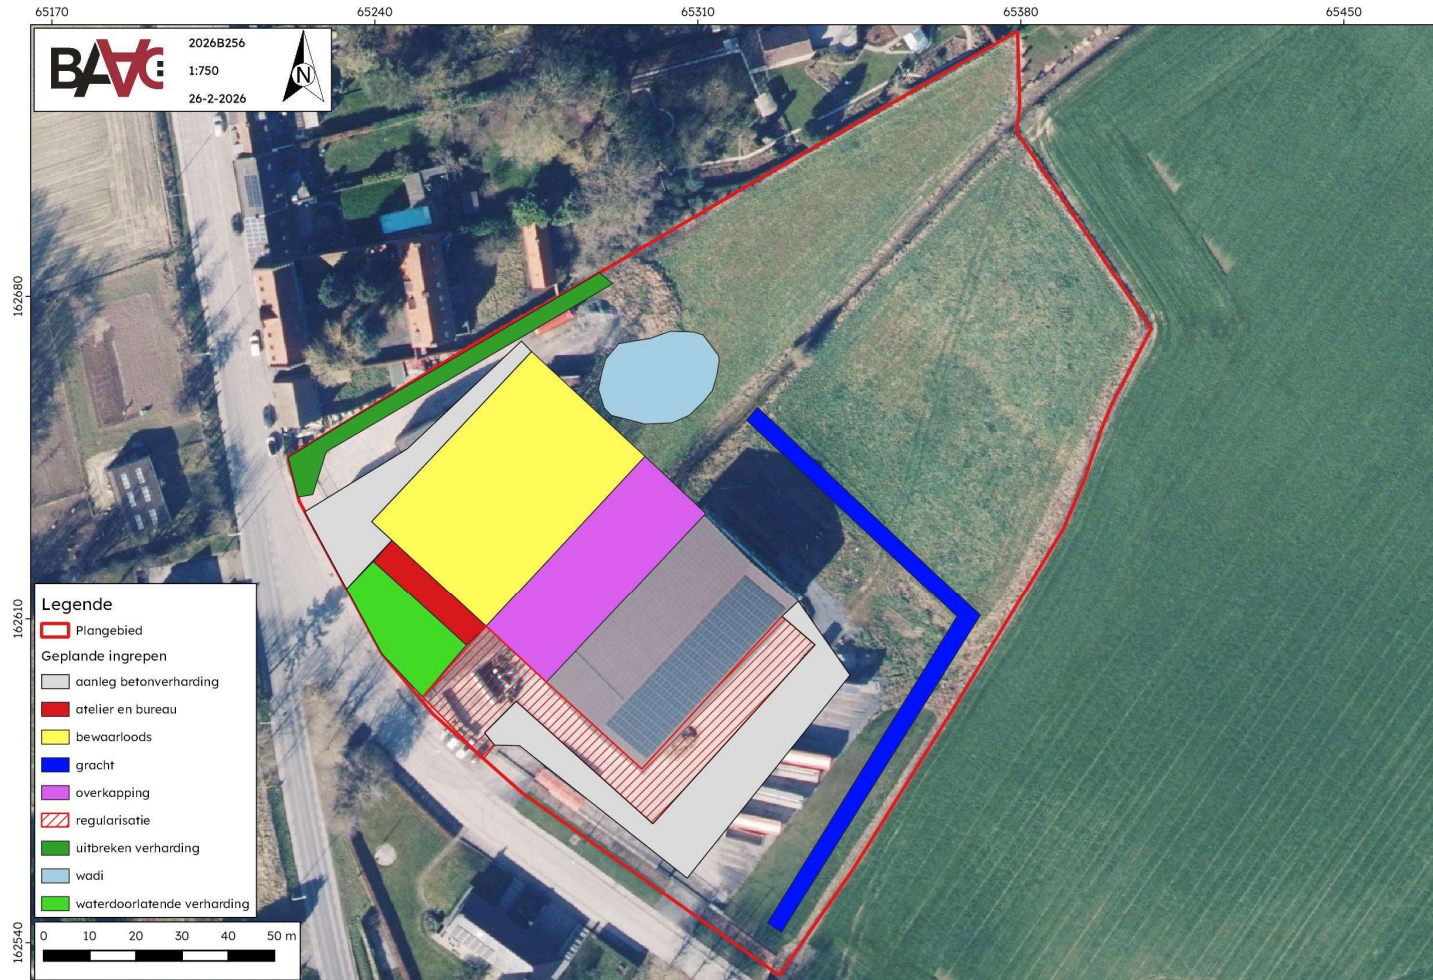 65170 65240 65310 65380 65450
BAAC
2026B256
1:750
26-2-2026
N
162680
162610
162540
Legende
Plangebied
Geplande ingrepen
aanleg betonverharding
atelier en bureau
bewaarloods
gracht
overkapping
regularisatie
uitbreken verharding
wadi
waterdoorlatende verharding
0 10 20 30 40 50 m